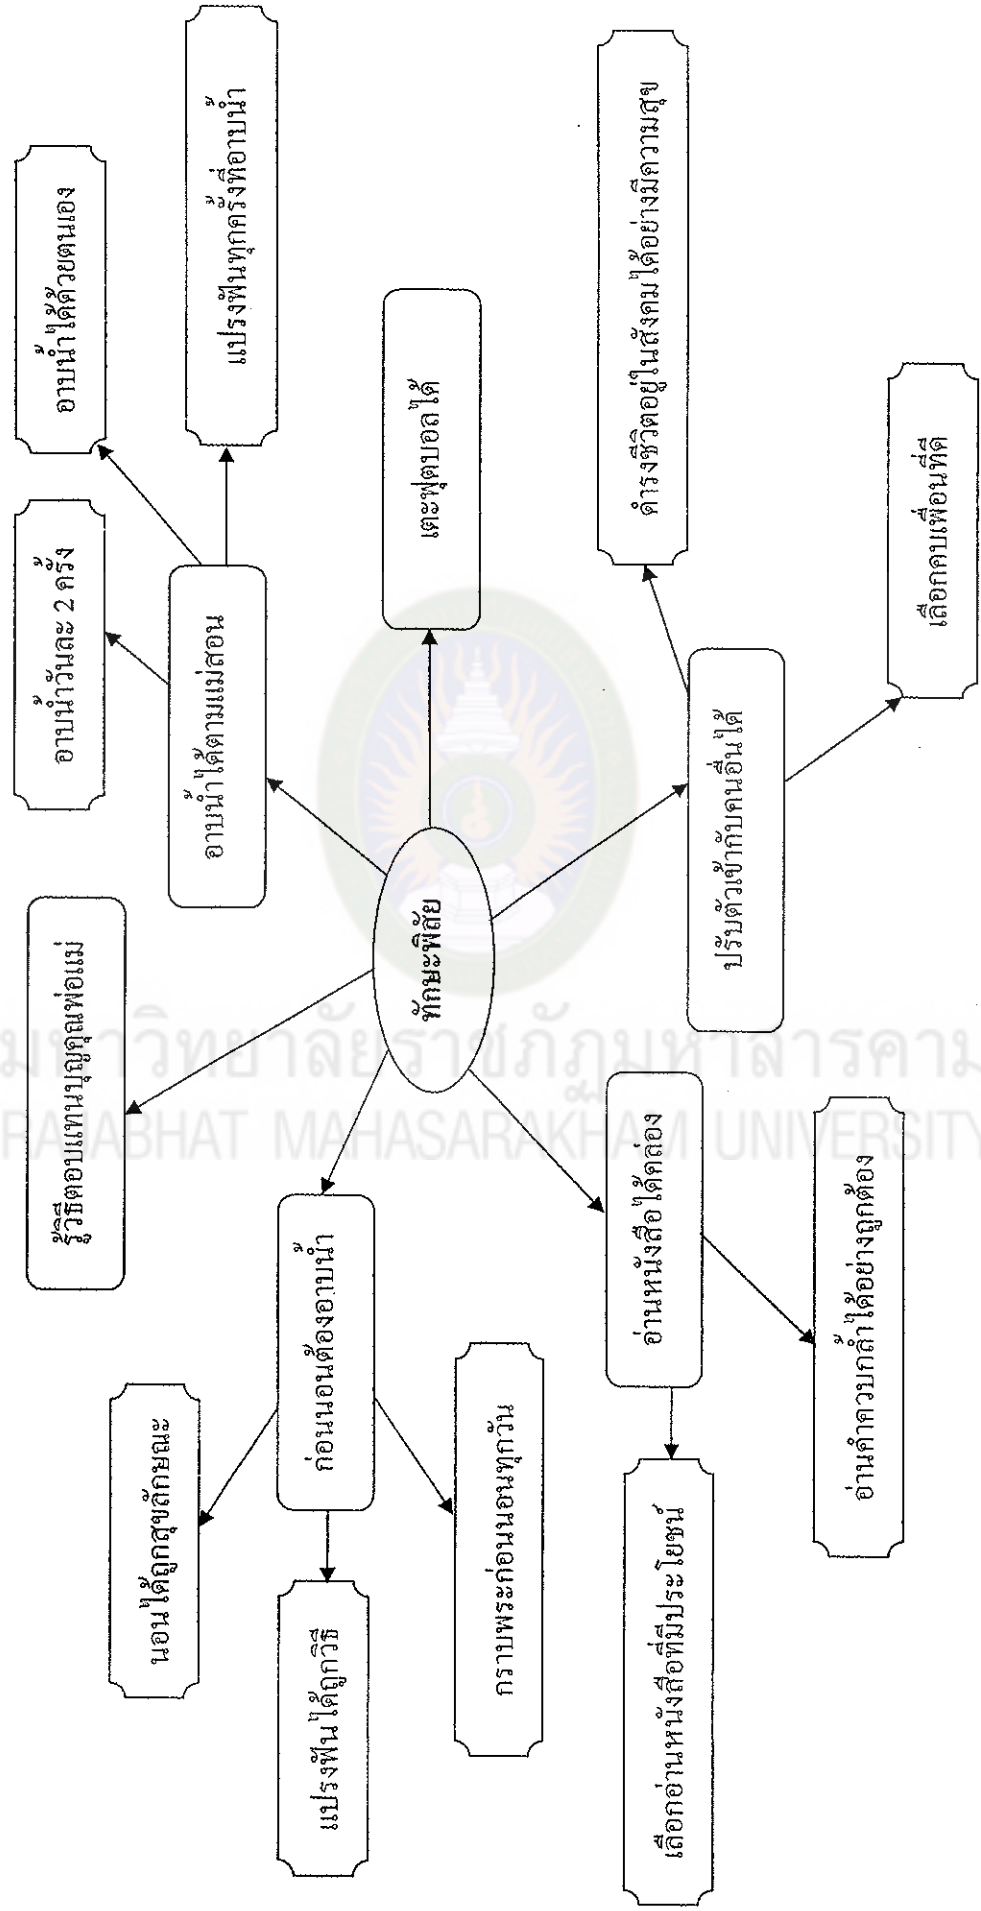 นอนได้ถูกสุขลักษณะ
รู้วิธีตอบแทนบุญคุณพ่อแม่
อาบน้ำวันละ 2 ครั้ง
อาบน้ำได้ด้วยตนเอง
แปรงฟันได้ถูกวิธี
ก่อนนอนต้องอาบน้ำ
อาบน้ำได้ตามแม่สอน
แปรงฟันทุกครั้งที่อาบน้ำ
กราบพระก่อนนอนทุกวัน
ทักษะพิสัย
เตะฟุตบอลได้
เลือกอ่านหนังสือที่มีประโยชน์
อ่านหนังสือได้คล่อง
ปรับตัวเข้ากับคนอื่นได้
ดำรงชีวิตอยู่ในสังคมได้อย่างมีความสุข
อ่านคำควบกล้ำได้อย่างถูกต้อง
เลือกคบเพื่อนที่ดี
มหาวิทยาลัยราชภัฏมหาสารคาม
RAJABHAT MAHASARAKHAM UNIVERSITY